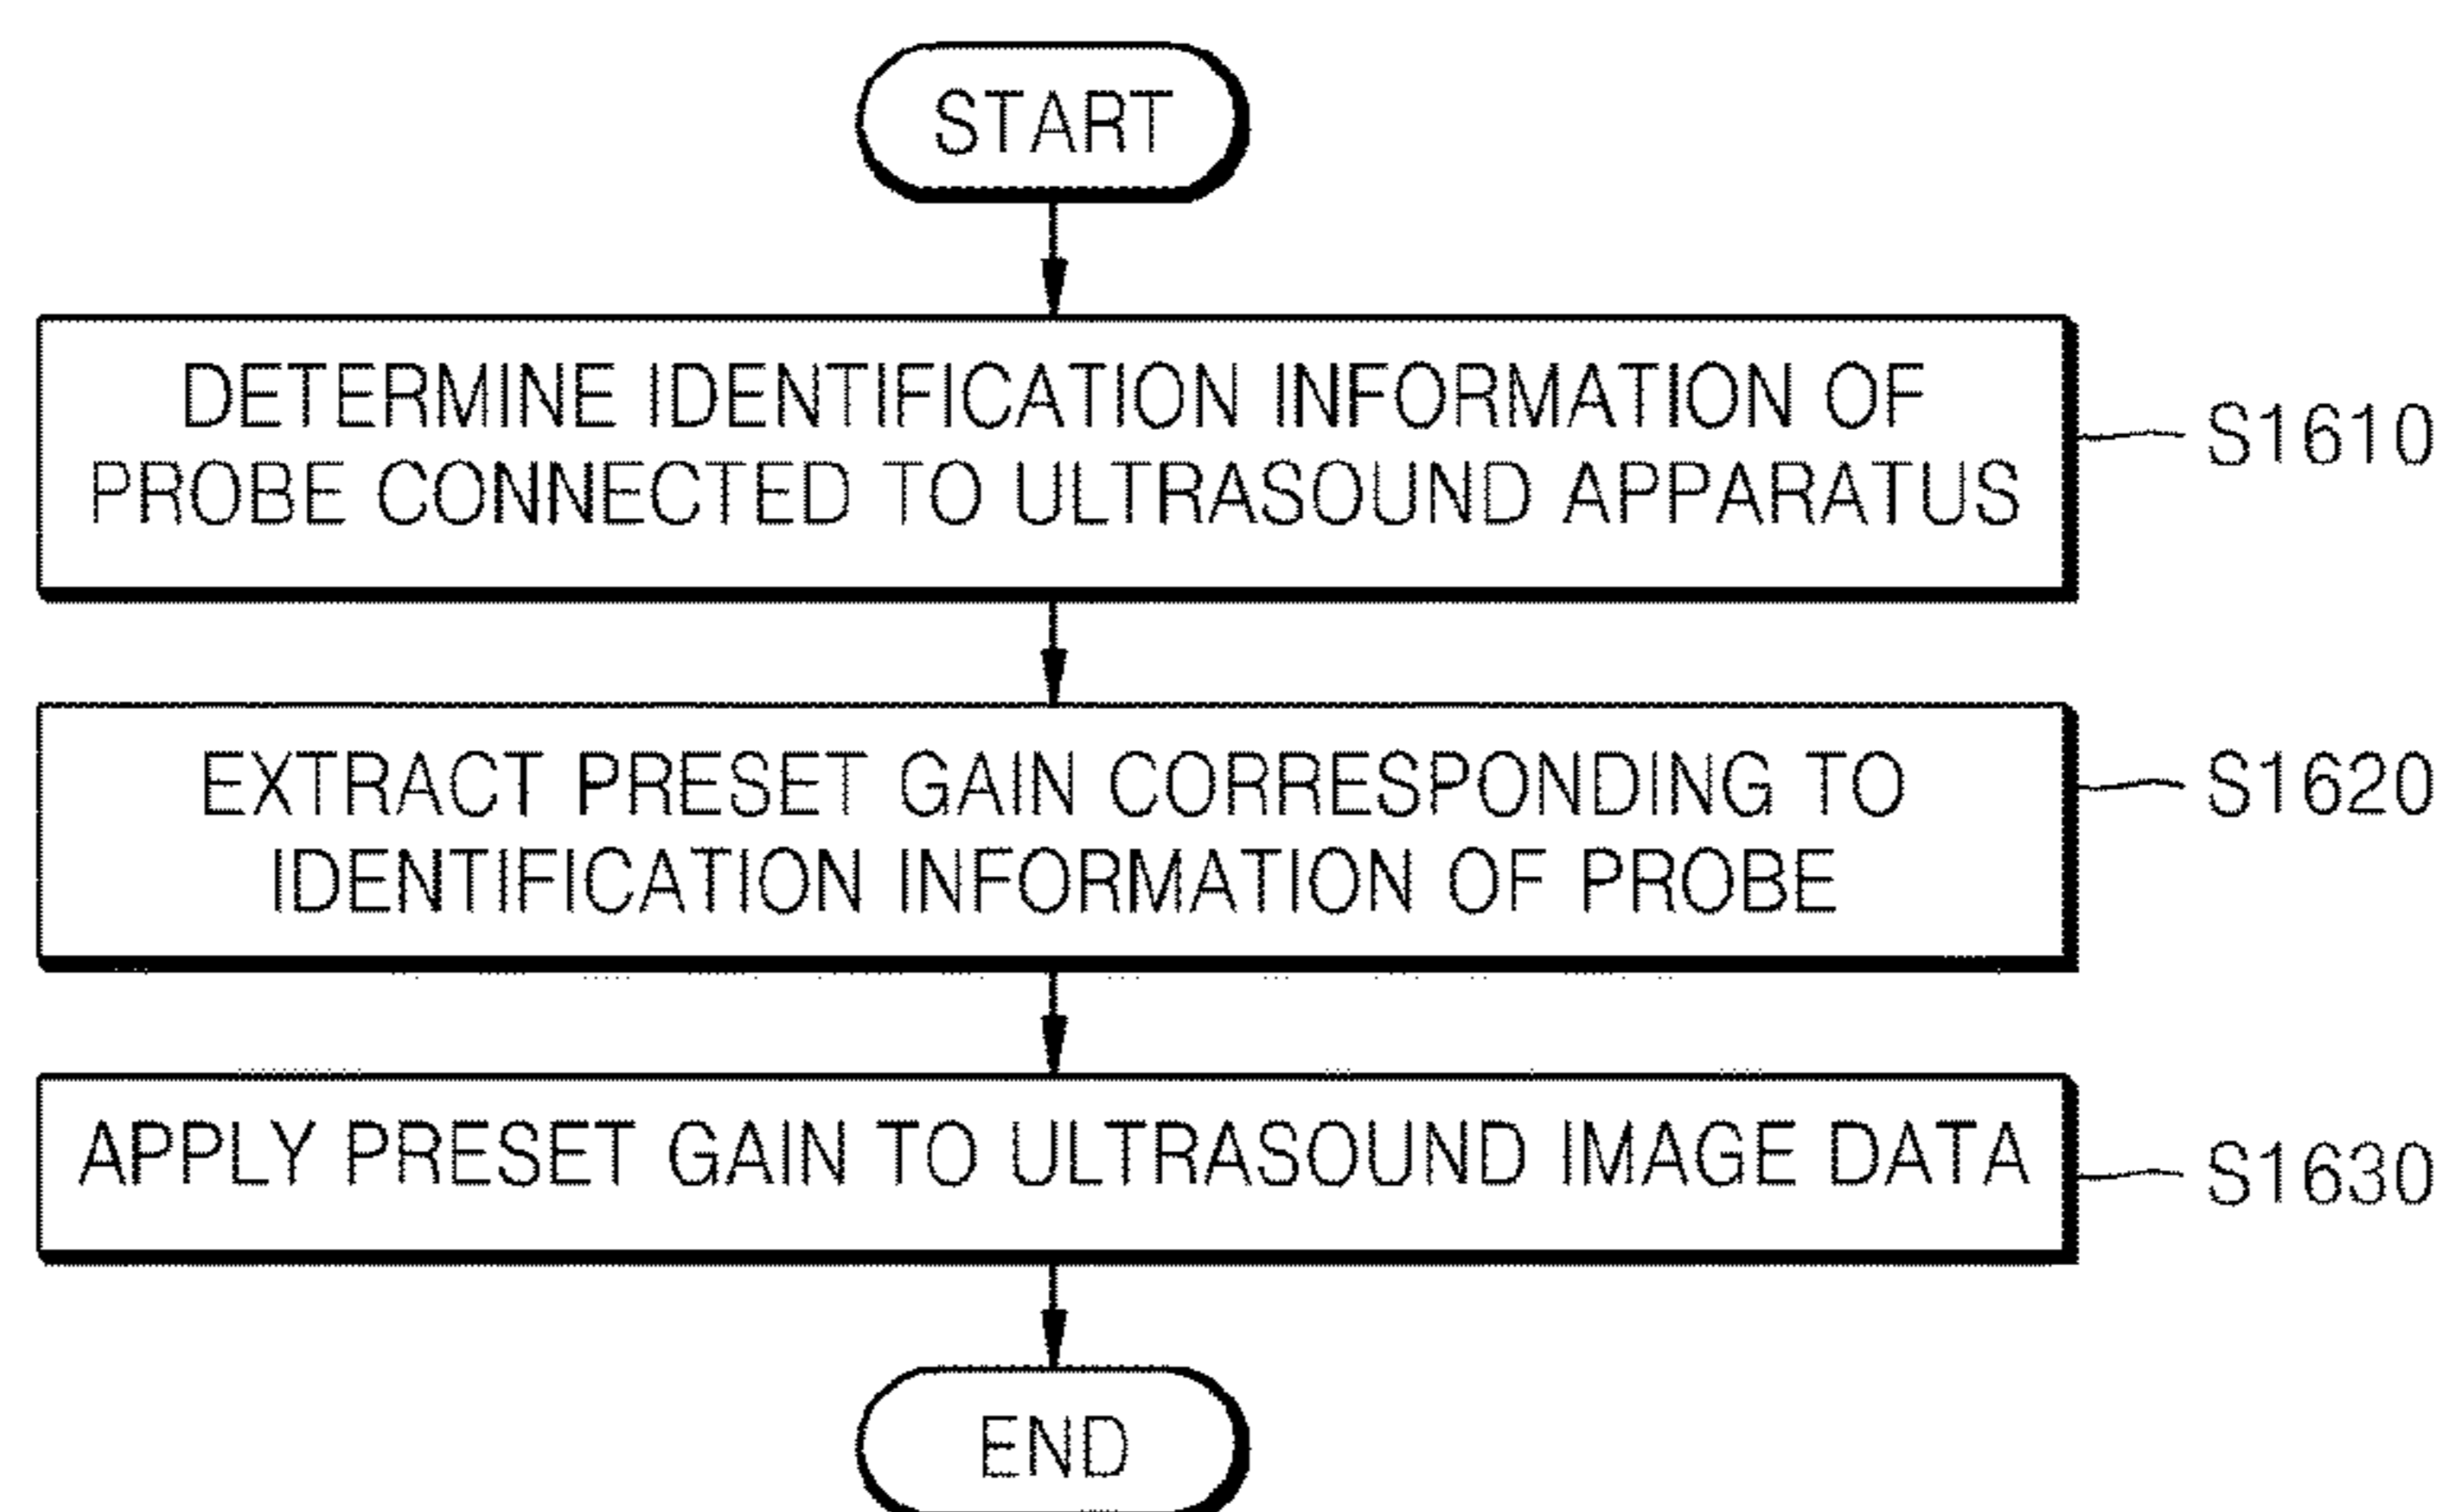 START
DETERMINE IDENTIFICATION INFORMATION OF
PROBE CONNECTED TO ULTRASOUND APPARATUS
S1610
EXTRACT PRESET GAIN CORRESPONDING TO
IDENTIFICATION INFORMATION OF PROBE
S1620
APPLY PRESET GAIN TO ULTRASOUND IMAGE DATA
S1630
END